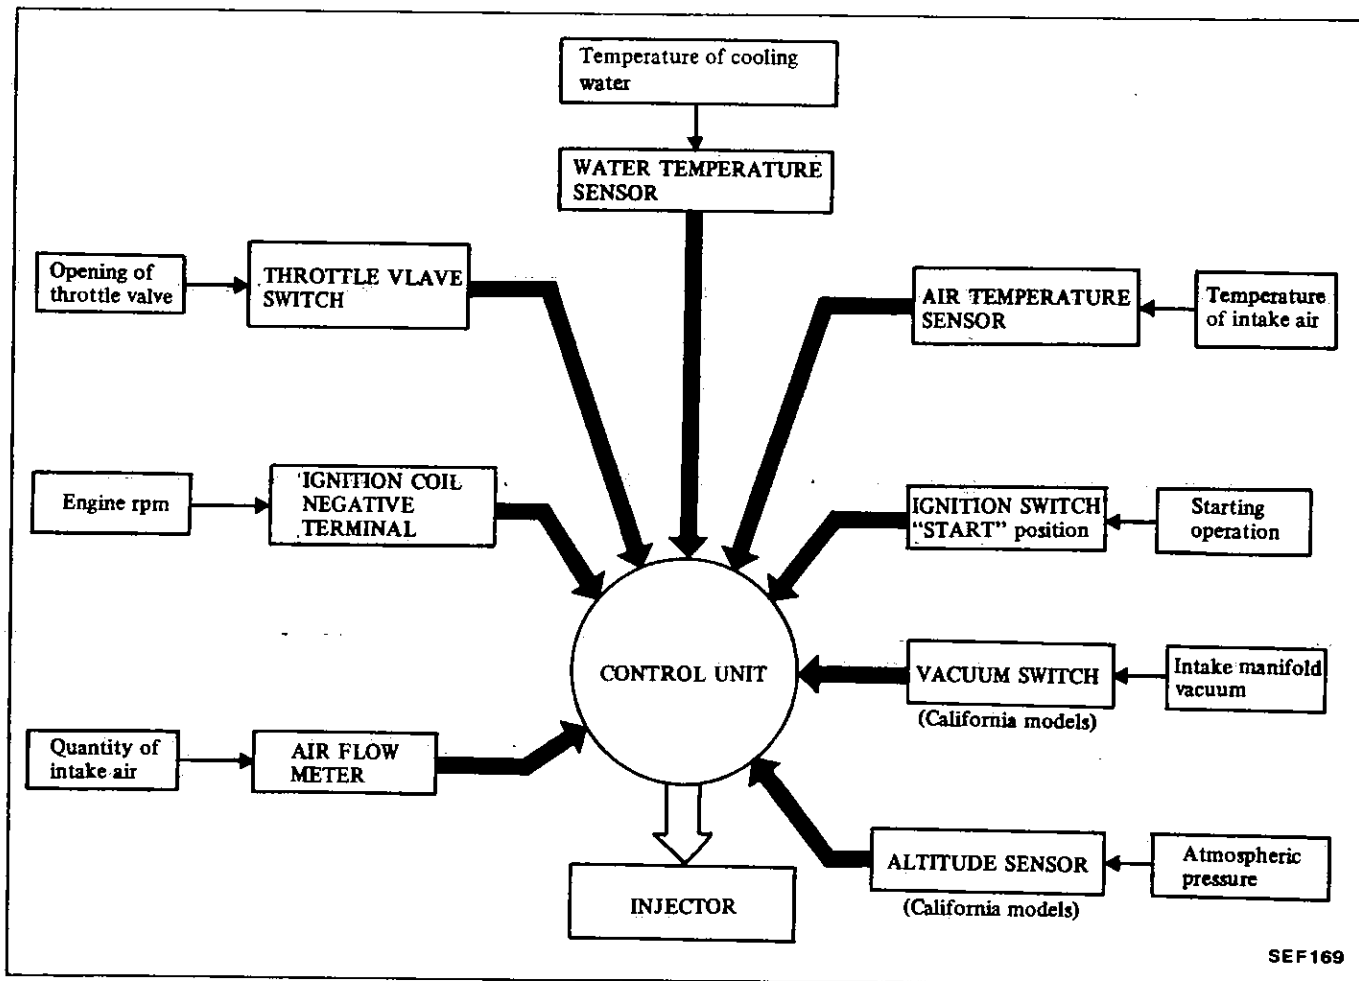 Temperature of cooling
water
WATER TEMPERATURE
SENSOR
Opening of
throttle valve
THROTTLE VLAVE
SWITCH
AIR TEMPERATURE
SENSOR
Temperature
of intake air
Engine rpm
IGNITION COIL
NEGATIVE
TERMINAL
IGNITION SWITCH
"START" position
Starting
operation
CONTROL UNIT
VACUUM SWITCH
(California models)
Intake manifold
vacuum
Quantity of
intake air
AIR FLOW
METER
ALTITUDE SENSOR
(California models)
Atmospheric
pressure
INJECTOR
SEF169